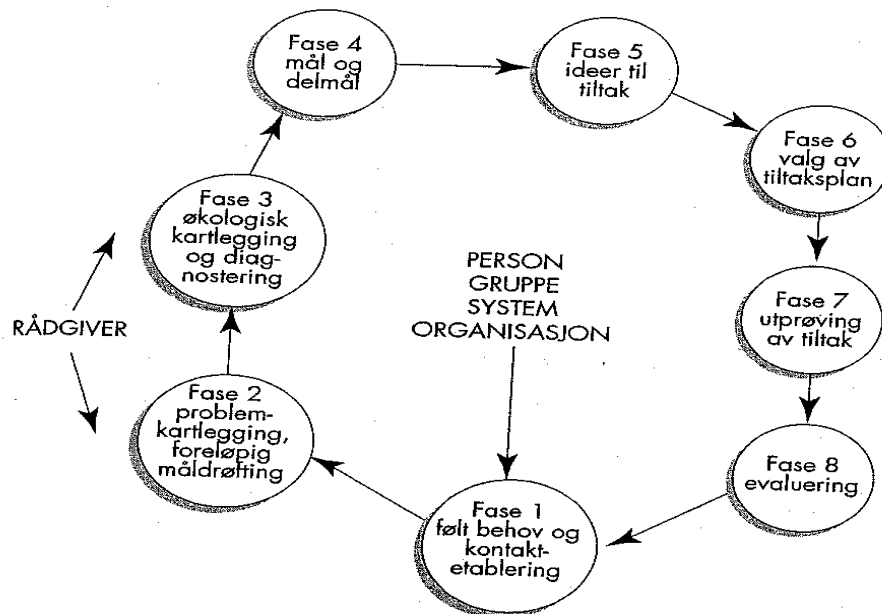 Fase 4
mål og
delmål
Fase 5
ideer til
tiltak
Fase 6
valg av
tiltaksplan
Fase 3
økologisk
kartlegging
og diag-
nostering
PERSON
GRUPPE
SYSTEM
ORGANISASJON
RÅDGIVER
Fase 7
utprøving
av tiltak
Fase 2
problem-
kartlegging,
foreløpig
måldrøfting
Fase 8
evaluering
Fase 1
følt behov og
kontakt-
etablering